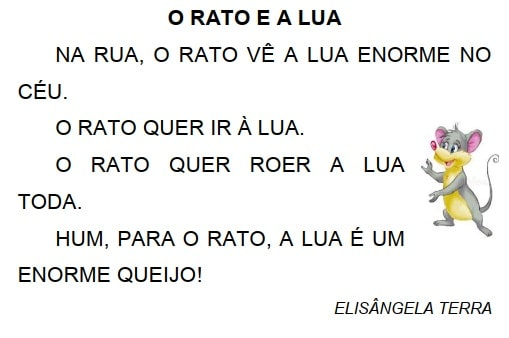 O RATO E A LUA
NA RUA, O RATO VÊ A LUA ENORME NO
CÉU.
O RATO QUER IR À LUA.
O RATO QUER ROER A LUA
TODA.
HUM, PARA O RATO, A LUA É UM
ENORME QUEIJO!
ELISÂNGELA TERRA